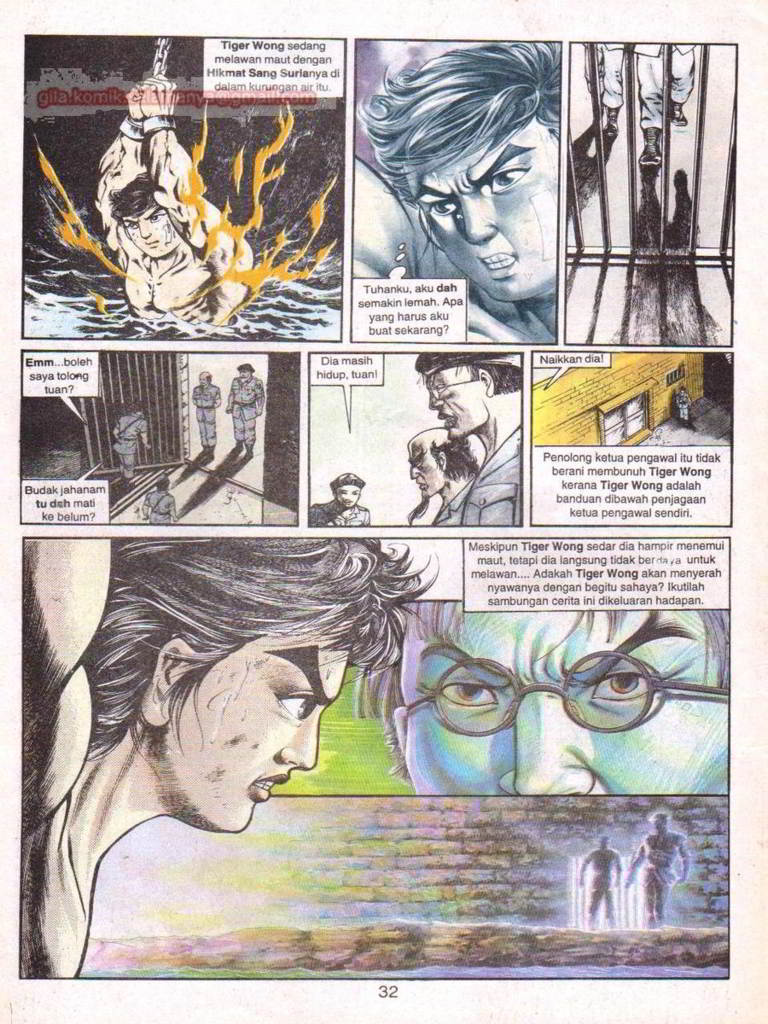 Tiger Wong sedang
melawan maut dengan
Hikmat Sang Surianya di
dalam kurungan air itu.
Tuhanku, aku dah
semakin lemah. Apa
yang harus aku
buat sekarang?
Emm...boleh
saya tolong
tuan?
Budak jahanam
tu dah mati
ke belum?
Dia masih
hidup, tuan!
Naikkan dia!
Penolong ketua pengawal itu tidak
berani membunuh Tiger Wong
kerana Tiger Wong adalah
banduan dibawah penjagaan
ketua pengawal sendiri.
Meskipun Tiger Wong sedar dia hampir menemui
maut, tetapi dia langsung tidak berdaya untuk
melawan.... Adakah Tiger Wong akan menyerah
nyawanya dengan begitu sahaya? Ikutilah
sambungan cerita ini dikeluaran hadapan.
32